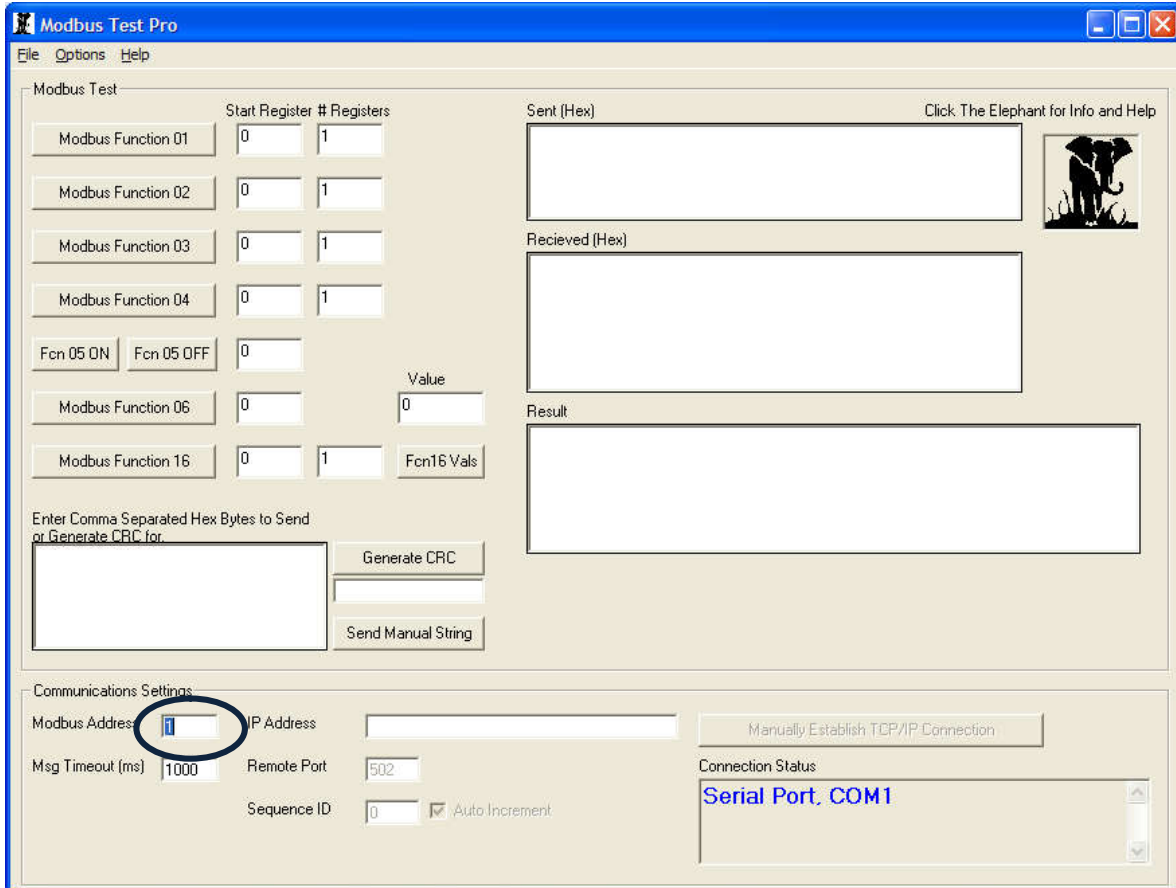 Modbus Test Pro
File Options Help
Modbus Test
Start Register # Registers
Modbus Function 01 0 1
Modbus Function 02 0 1
Modbus Function 03 0 1
Modbus Function 04 0 1
Fcn 05 ON Fcn 05 OFF 0
Value
Modbus Function 06 0 0
Modbus Function 16 0 1 Fcn16 Vals
Enter Comma Separated Hex Bytes to Send
or Generate CRC for.
Generate CRC
Send Manual String
Sent (Hex) Click The Elephant for Info and Help
Recieved (Hex)
Result
Communications Settings
Modbus Address 1 IP Address
Manually Establish TCP/IP Connection
Msg Timeout (ms) 1000 Remote Port 502
Sequence ID 0 Auto Increment
Connection Status
Serial Port, COM1